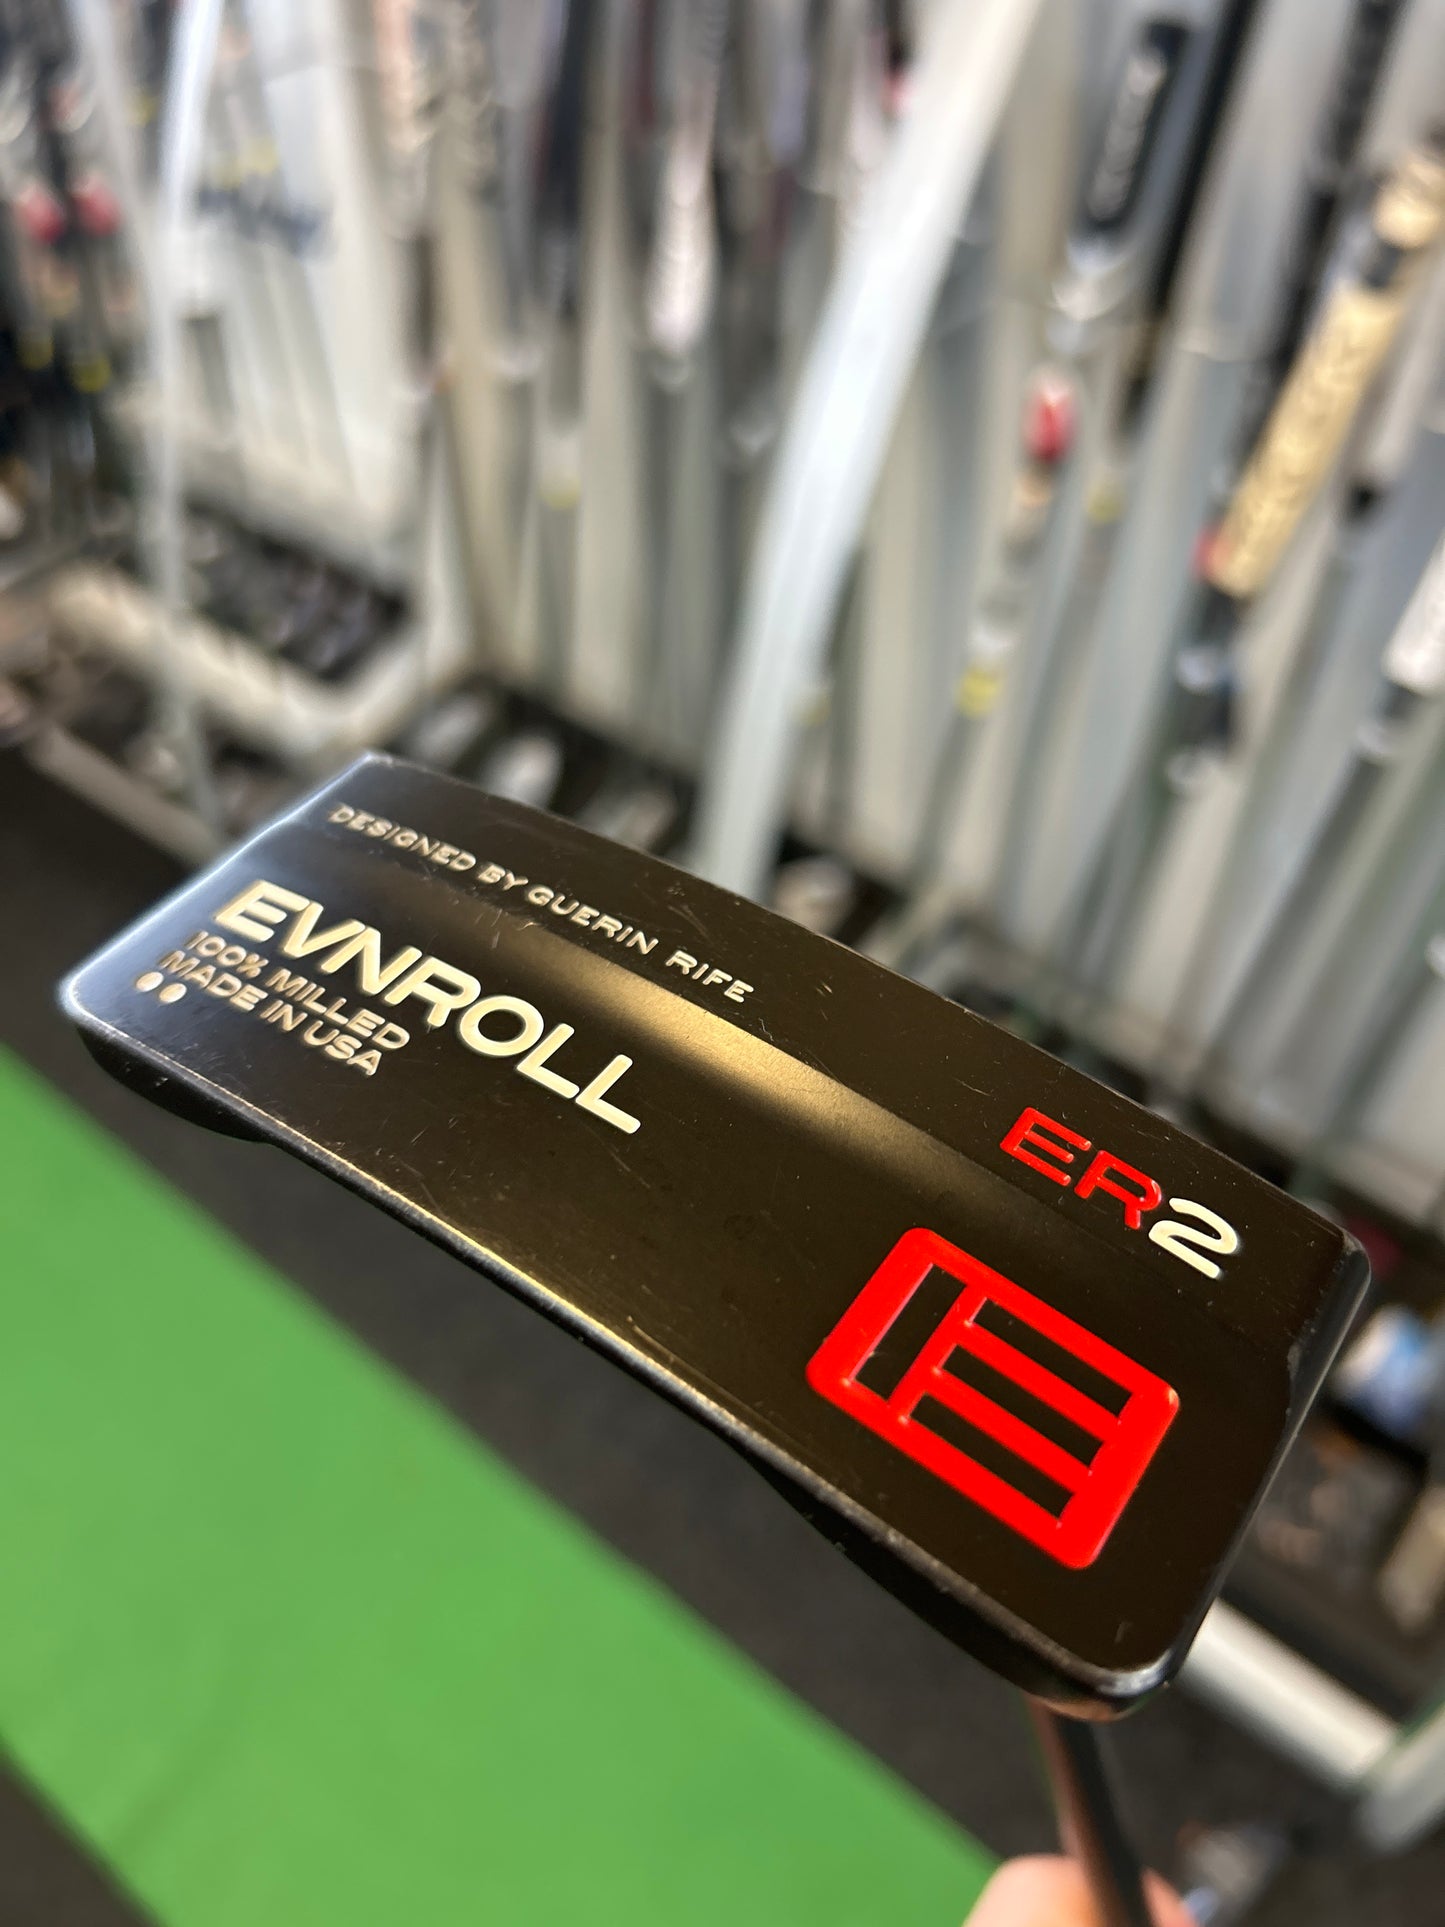 DESIGNED BY GUERIN RIFE
EVNROLL
100% MILLED
MADE IN USA
ER2